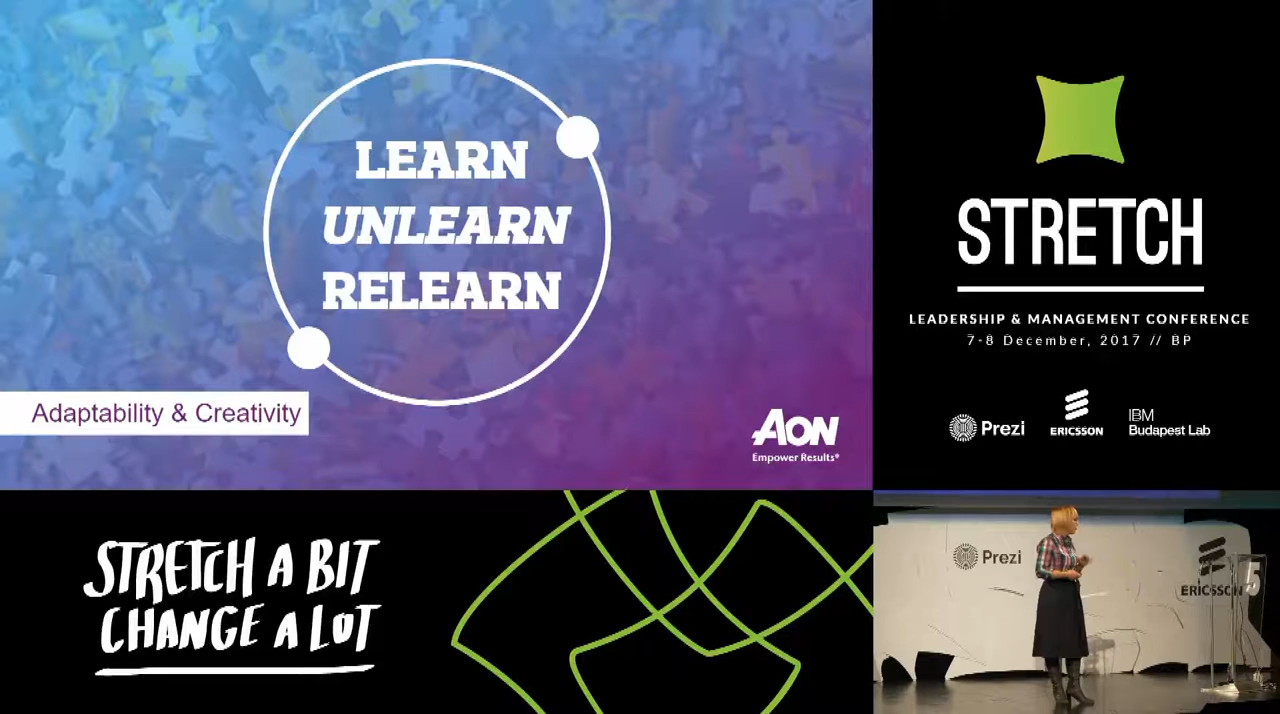 LEARN
UNLEARN
RELEARN
Adaptability & Creativity
AON
Empower Results®
STRETCH
LEADERSHIP & MANAGEMENT CONFERENCE
7-8 December, 2017 // BP
Prezi
ERICSSON
IBM
Budapest Lab
STRETCH A BIT
CHANGE A LOT
Prezi
ERICSSON
5